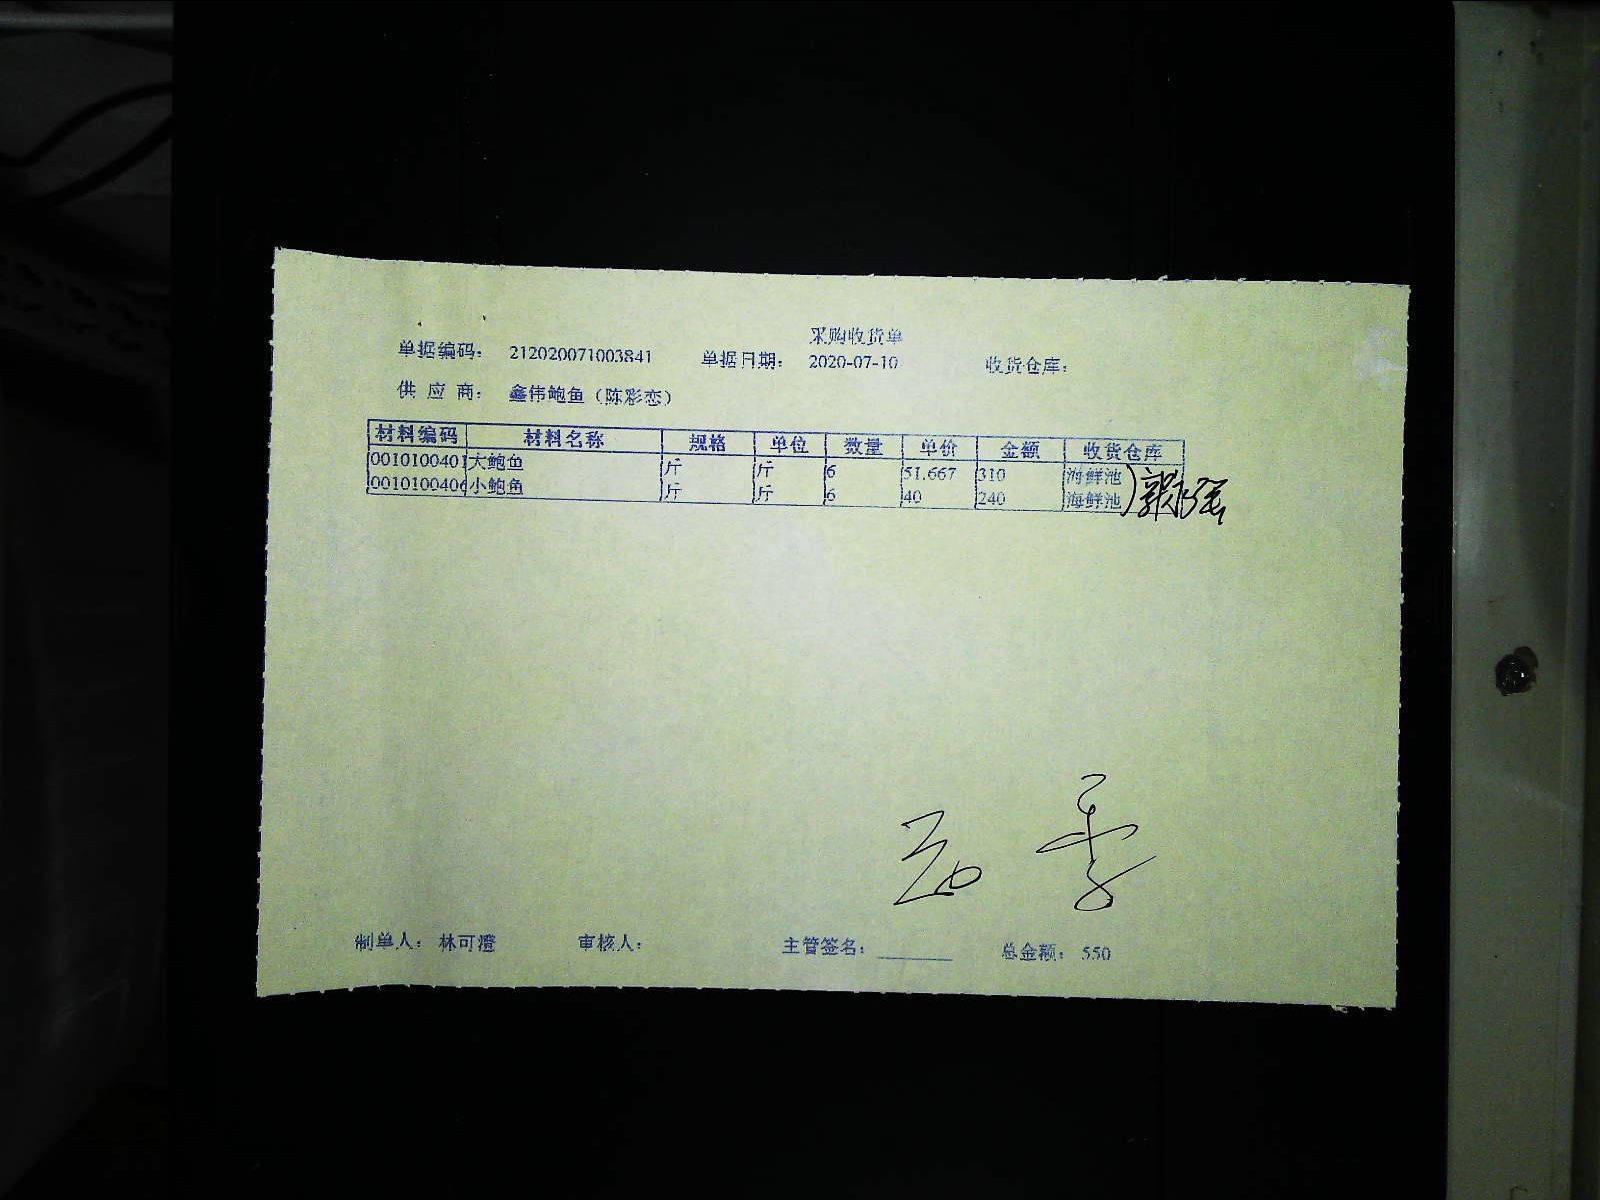 采购收货单
单据编码： 212020071003841 单据日期： 2020-07-10 收货仓库：
供 应 商： 鑫伟鲍鱼（陈彩恋）
材料编码 材料名称 规格 单位 数量 单价 金额 收货仓库
0010100401 大鲍鱼 斤 斤 6 51.667 310 海鲜池
0010100406 小鲍鱼 斤 斤 6 40 240 海鲜池
制单人： 林可澄 审核人： 主管签名： 总金额： 550